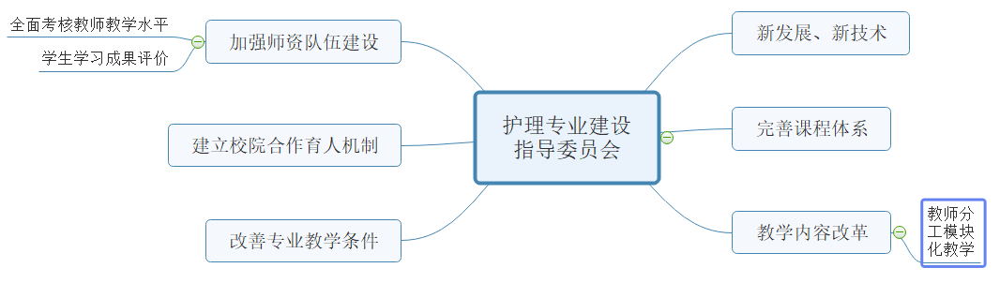 全面考核教师教学水平
学生学习成果评价
加强师资队伍建设
建立校院合作育人机制
改善专业教学条件
护理专业建设
指导委员会
新发展、新技术
完善课程体系
教学内容改革
教师分
工模块
化教学